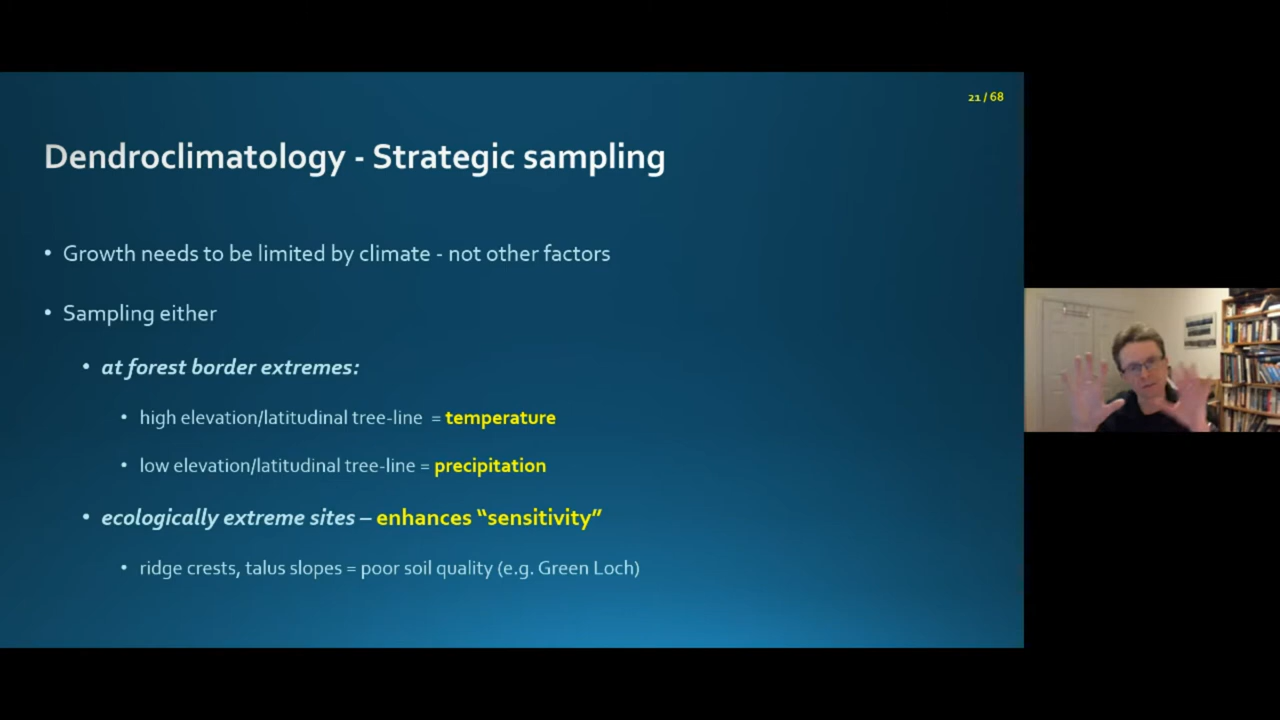 21 / 68
Dendroclimatology - Strategic sampling
• Growth needs to be limited by climate - not other factors
• Sampling either
• at forest border extremes:
• high elevation/latitudinal tree-line = temperature
• low elevation/latitudinal tree-line = precipitation
• ecologically extreme sites – enhances “sensitivity”
• ridge crests, talus slopes = poor soil quality (e.g. Green Loch)